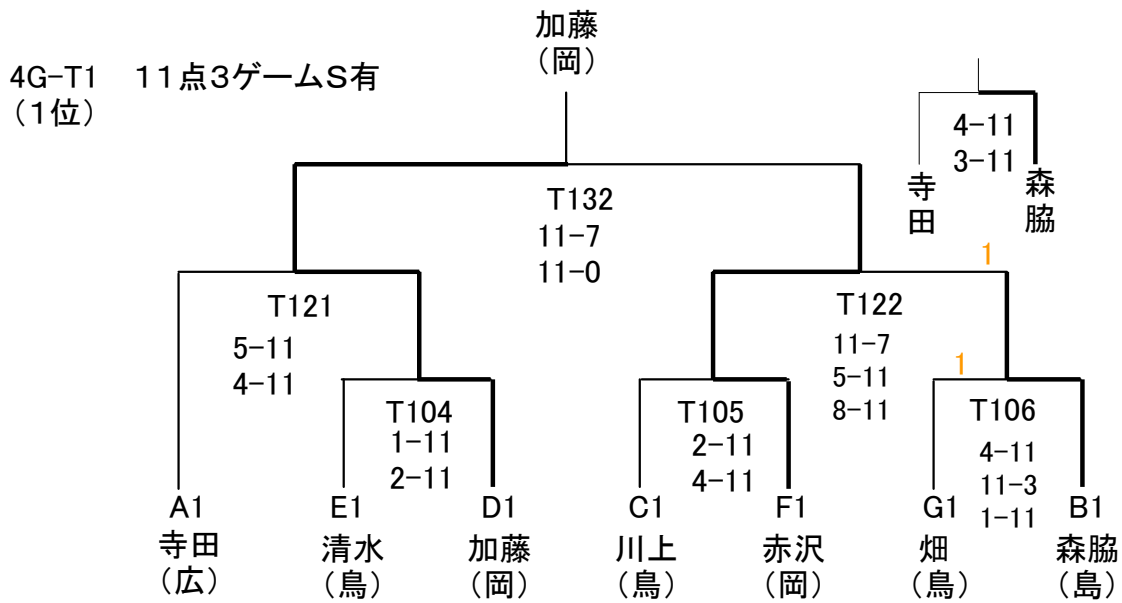 加藤
（岡）
4G-T1　１１点３ゲームＳ有
（１位）
4-11
3-11
寺田
森脇
T132
11-7
11-0
1
T121
5-11
4-11
T122
11-7
5-11
8-11
1
T104
1-11
2-11
T105
2-11
4-11
T106
4-11
11-3
1-11
A1
E1
D1
C1
F1
G1
B1
寺田
清水
加藤
川上
赤沢
畑
森脇
（広）
（鳥）
（岡）
（鳥）
（岡）
（鳥）
（島）